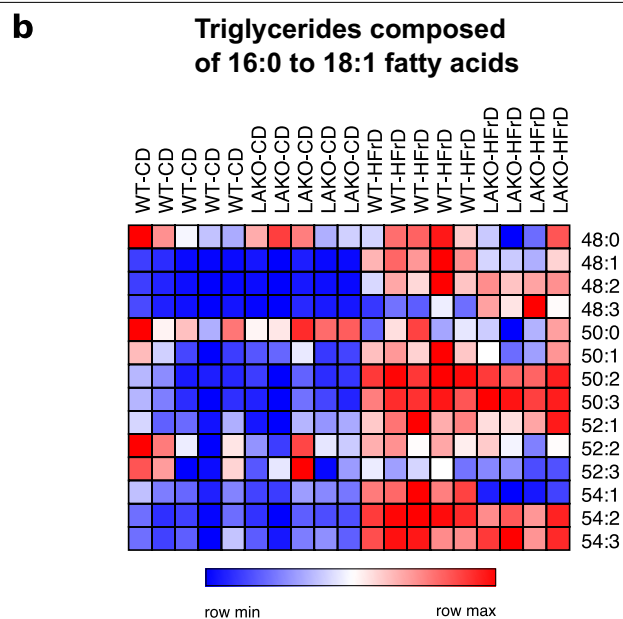 b
Triglycerides composed
of 16:0 to 18:1 fatty acids
WT-CD
WT-CD
WT-CD
WT-CD
WT-CD
LAKO-CD
LAKO-CD
LAKO-CD
LAKO-CD
LAKO-CD
WT-HFrD
WT-HFrD
WT-HFrD
WT-HFrD
WT-HFrD
LAKO-HFrD
LAKO-HFrD
LAKO-HFrD
LAKO-HFrD
48:0
48:1
48:2
48:3
50:0
50:1
50:2
50:3
52:1
52:2
52:3
54:1
54:2
54:3
row min
row max